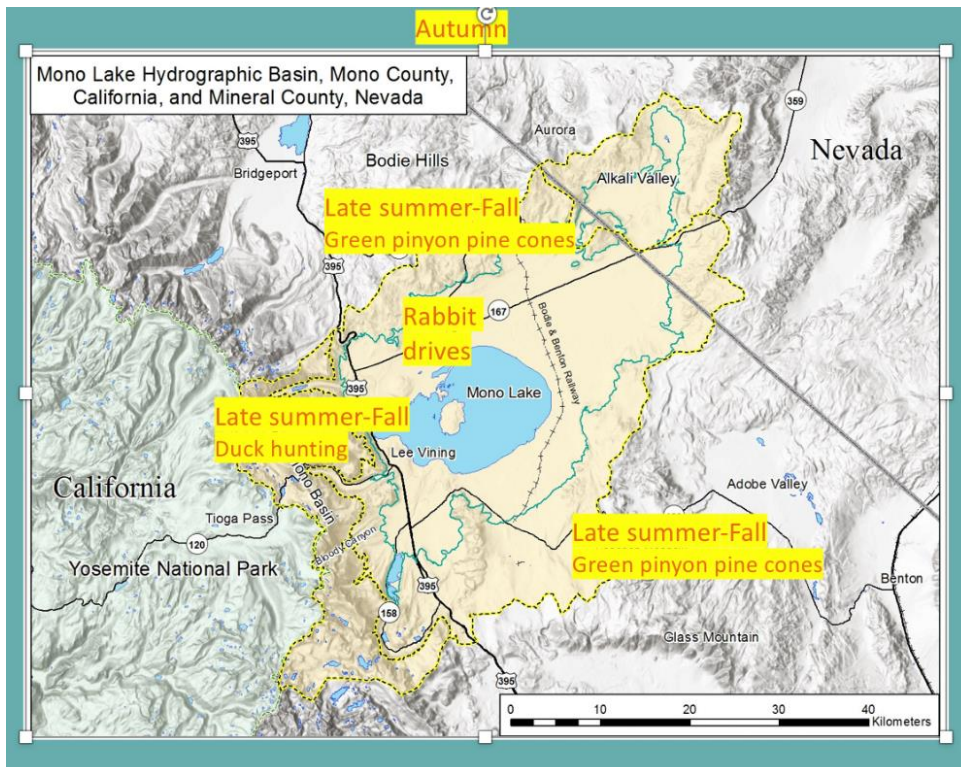 Autumn
Mono Lake Hydrographic Basin, Mono County,
California, and Mineral County, Nevada
359
Aurora
395
Bodie Hills
Nevada
Bridgeport
Alkali Valley
Late summer-Fall
Green pinyon pine cones
395
Rabbit
drives
167
Bodie & Benton Railway
395
Mono Lake
Late summer-Fall
Duck hunting
Lee Vining
California
Mono Basin
Adobe Valley
Tioga Pass
120
Bloody Canyon
Late summer-Fall
Green pinyon pine cones
Yosemite National Park
395
Benton
158
Glass Mountain
395
0 10 20 30 40
Kilometers